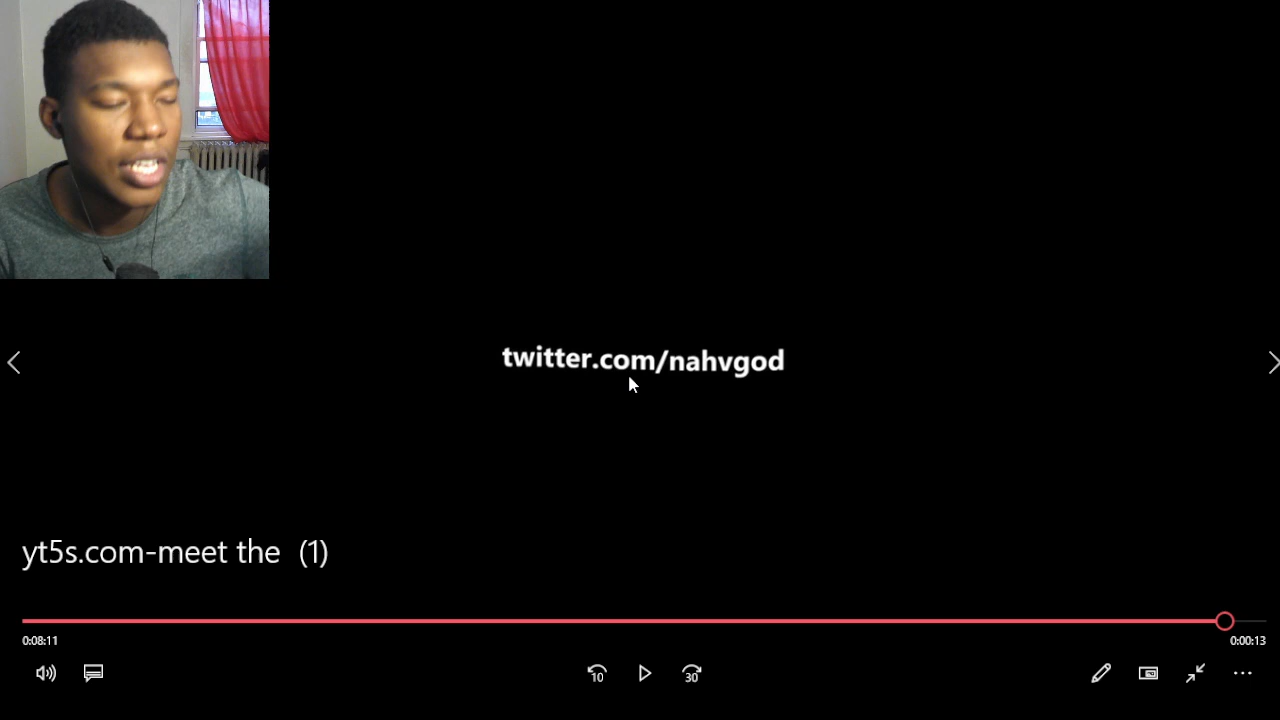 twitter.com/nahvgod
yt5s.com-meet the (1)
0:08:11
0:00:13
10
30